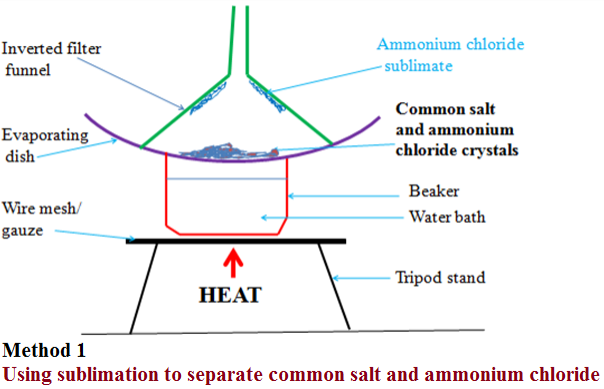 Inverted filter
funnel
Ammonium chloride
sublimate
Common salt
and ammonium
chloride crystals
Evaporating
dish
Beaker
Water bath
Wire mesh/
gauze
Tripod stand
HEAT
Method 1
Using sublimation to separate common salt and ammonium chloride